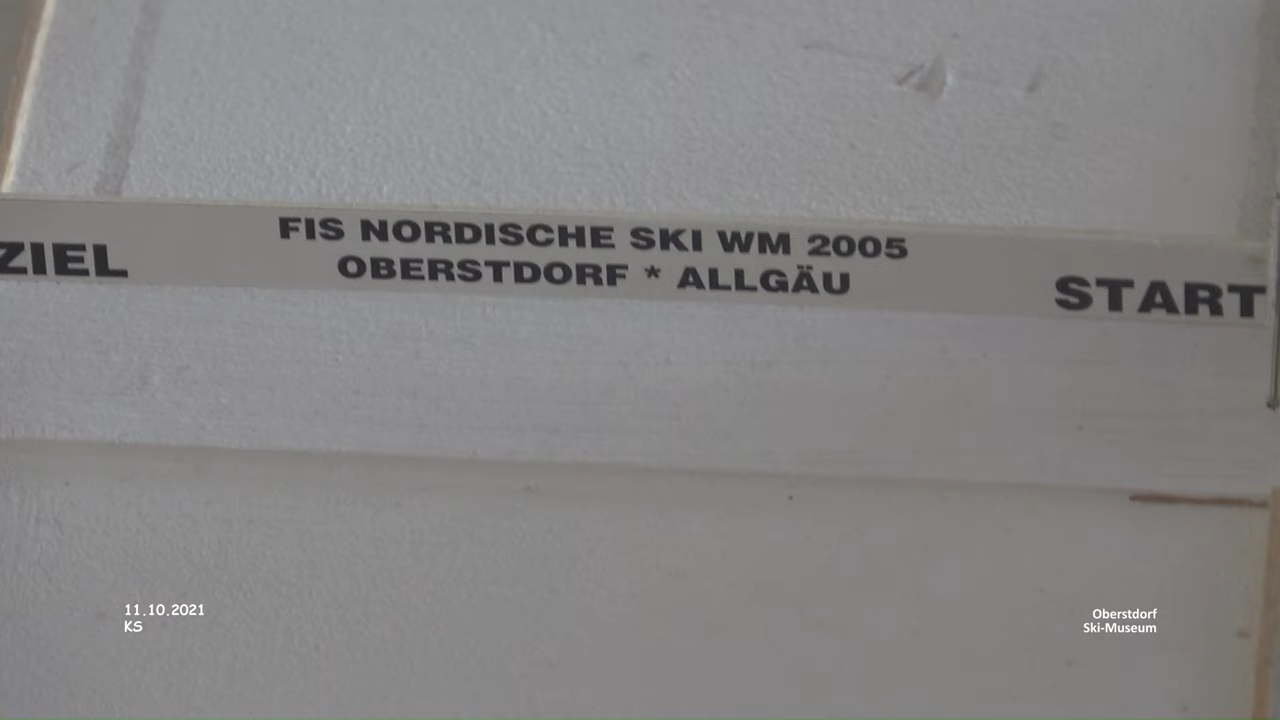 ZIEL
FIS NORDISCHE SKI WM 2005
OBERSTDORF * ALLGÄU
START
11.10.2021
KS
Oberstdorf
Ski-Museum